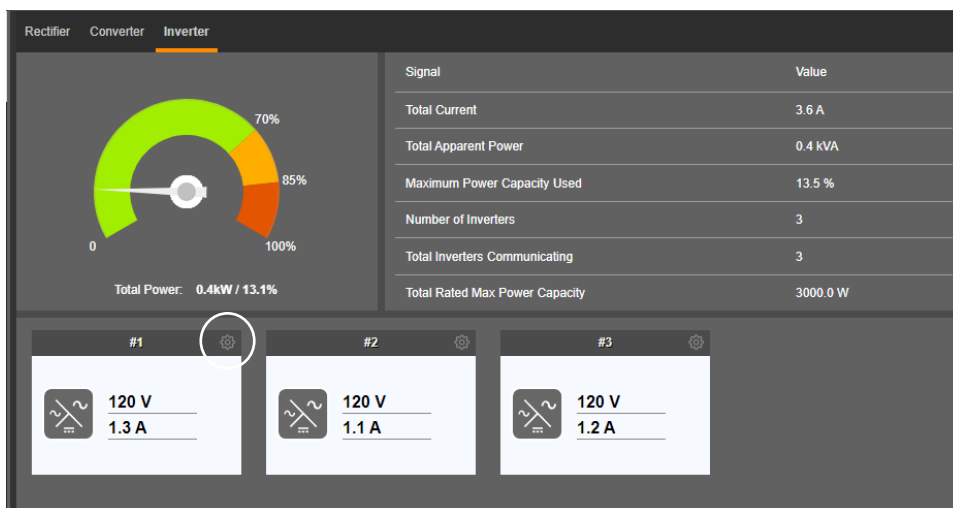 Rectifier Converter Inverter
70%
85%
0
100%
Total Power: 0.4kW / 13.1%
Signal Value
Total Current 3.6 A
Total Apparent Power 0.4 kVA
Maximum Power Capacity Used 13.5 %
Number of Inverters 3
Total Inverters Communicating 3
Total Rated Max Power Capacity 3000.0 W
#1
120 V
1.3 A
#2
120 V
1.1 A
#3
120 V
1.2 A